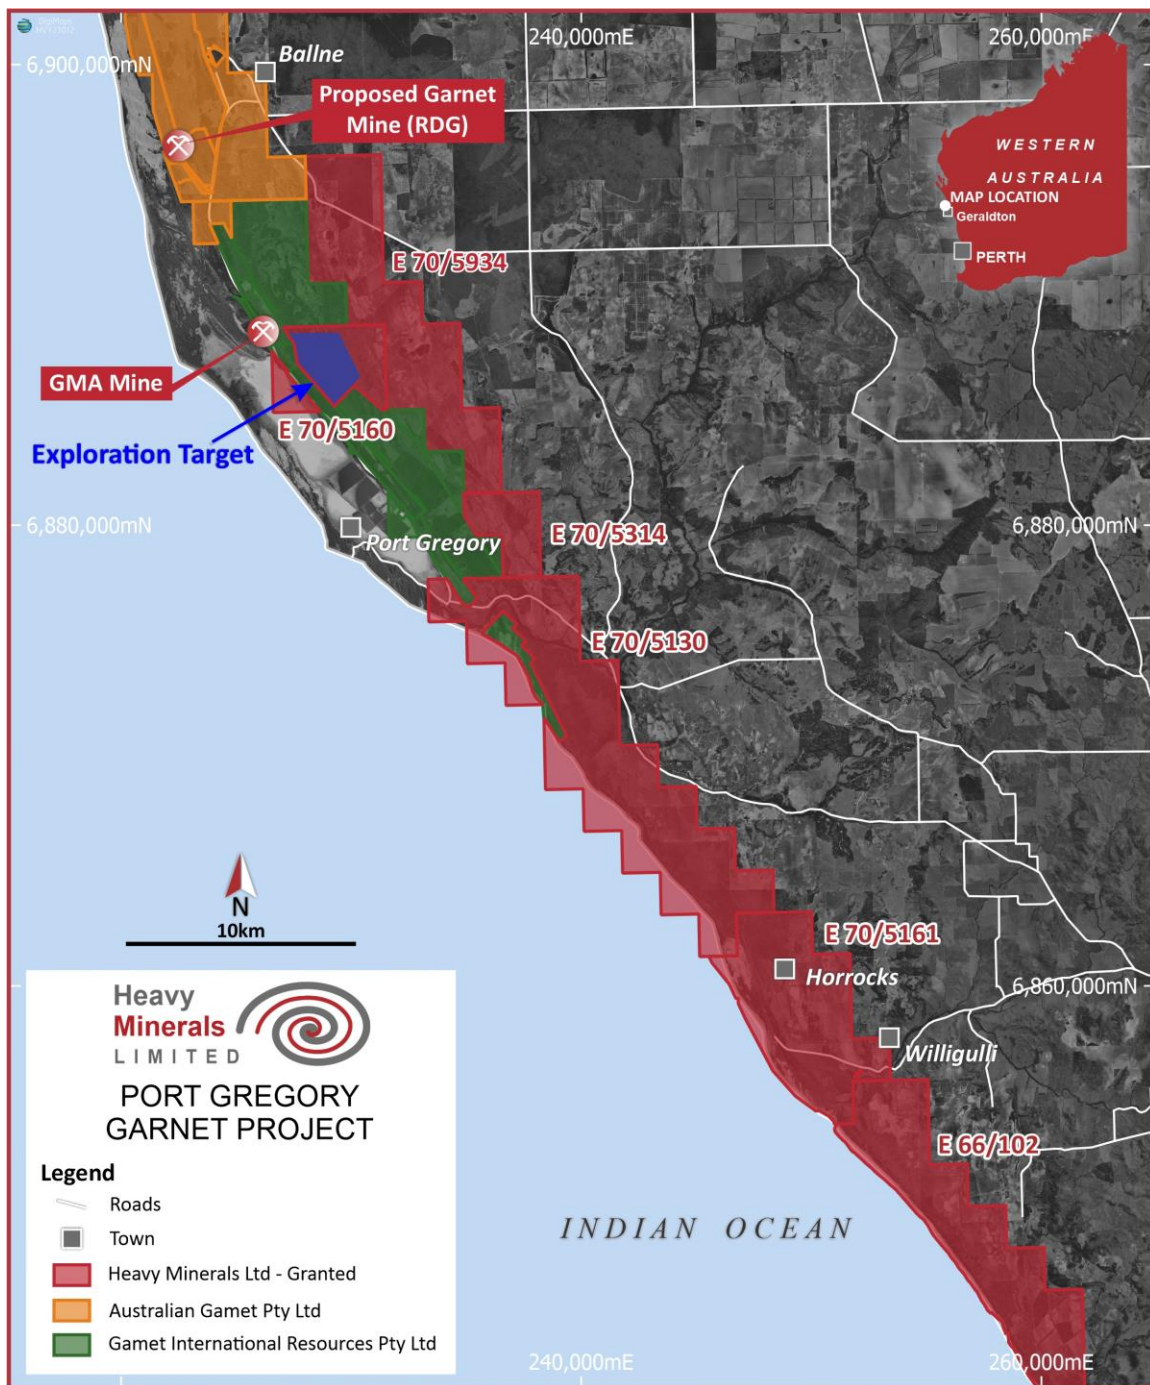 DigiMap
240,000mE
260,000mE
6,900,000mN
Ballne
Proposed Garnet
Mine (RDG)
WESTERN
AUSTRALIA
MAP LOCATION
Geraldton
PERTH
E 70/5934
GMA Mine
E 70/5160
Exploration Target
6,880,000mN
6,880,000mN
E 70/5314
Port Gregory
E 70/5130
N
10km
E 70/5161
Horrocks
6,860,000mN
Willigulli
E 66/102
Heavy
Minerals
LIMITED
PORT GREGORY
GARNET PROJECT
Legend
Roads
Town
Heavy Minerals Ltd - Granted
Australian Gamet Pty Ltd
Gamet International Resources Pty Ltd
INDIAN OCEAN
240,000mE
260,000mE